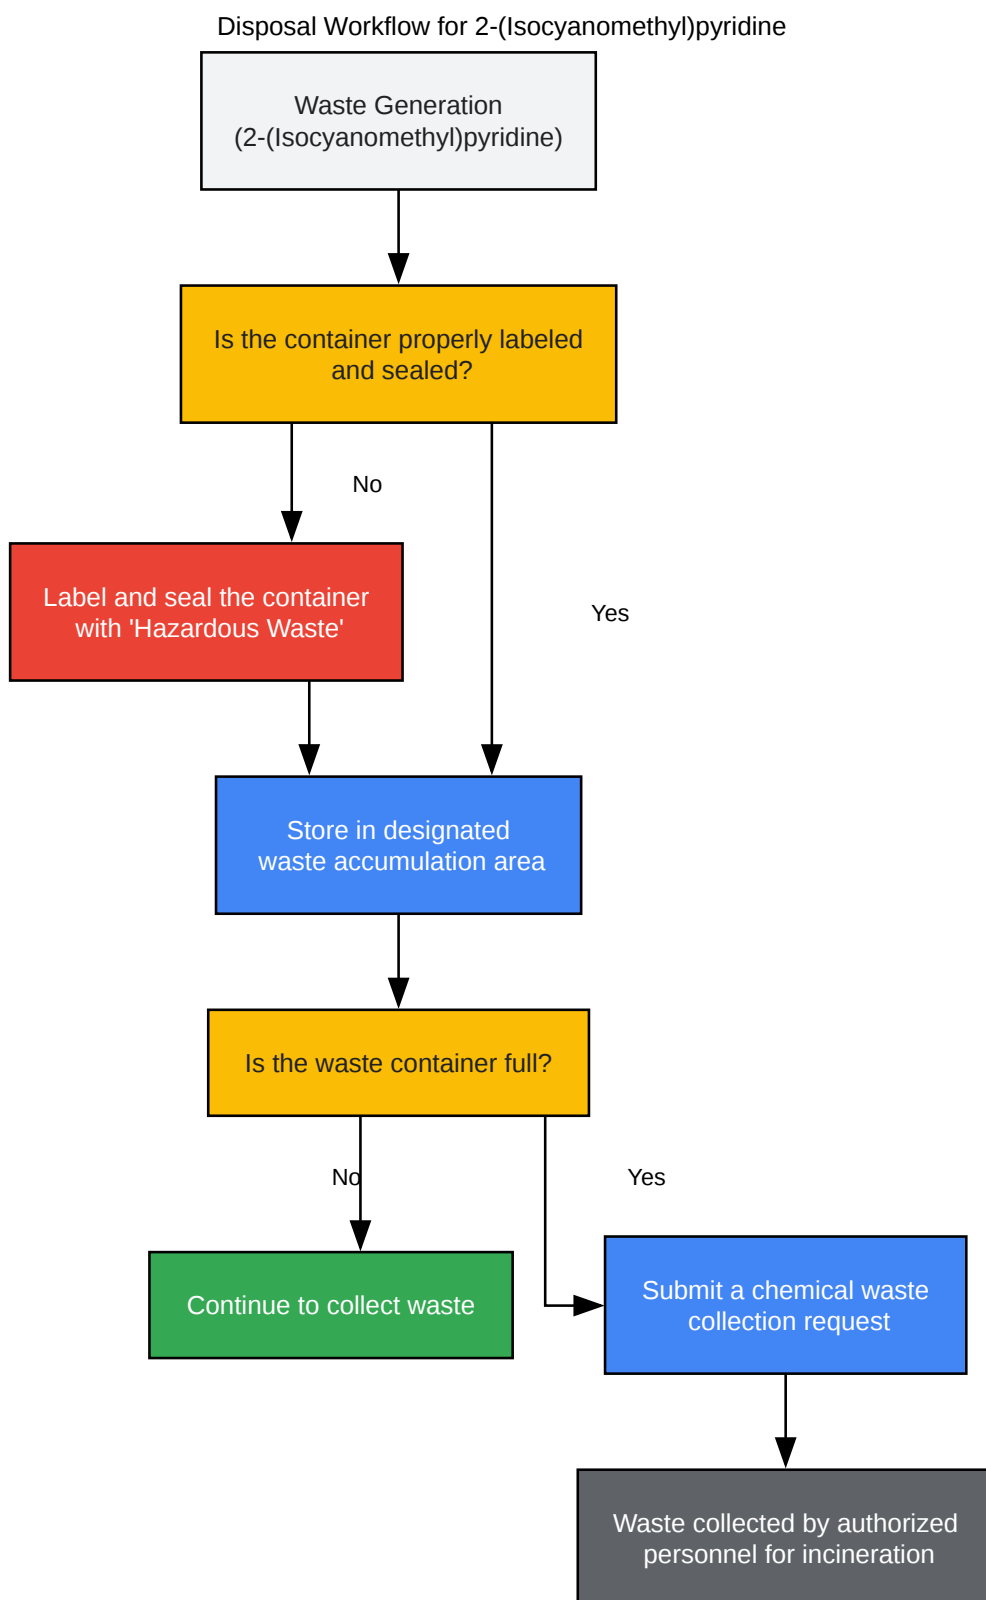 Disposal Workflow for 2-(Isocyanomethyl)pyridine
Waste Generation
(2-(Isocyanomethyl)pyridine)
Is the container properly labeled
and sealed?
No
Label and seal the container
with 'Hazardous Waste'
Yes
Store in designated
waste accumulation area
Is the waste container full?
No
Yes
Continue to collect waste
Submit a chemical waste
collection request
Waste collected by authorized
personnel for incineration